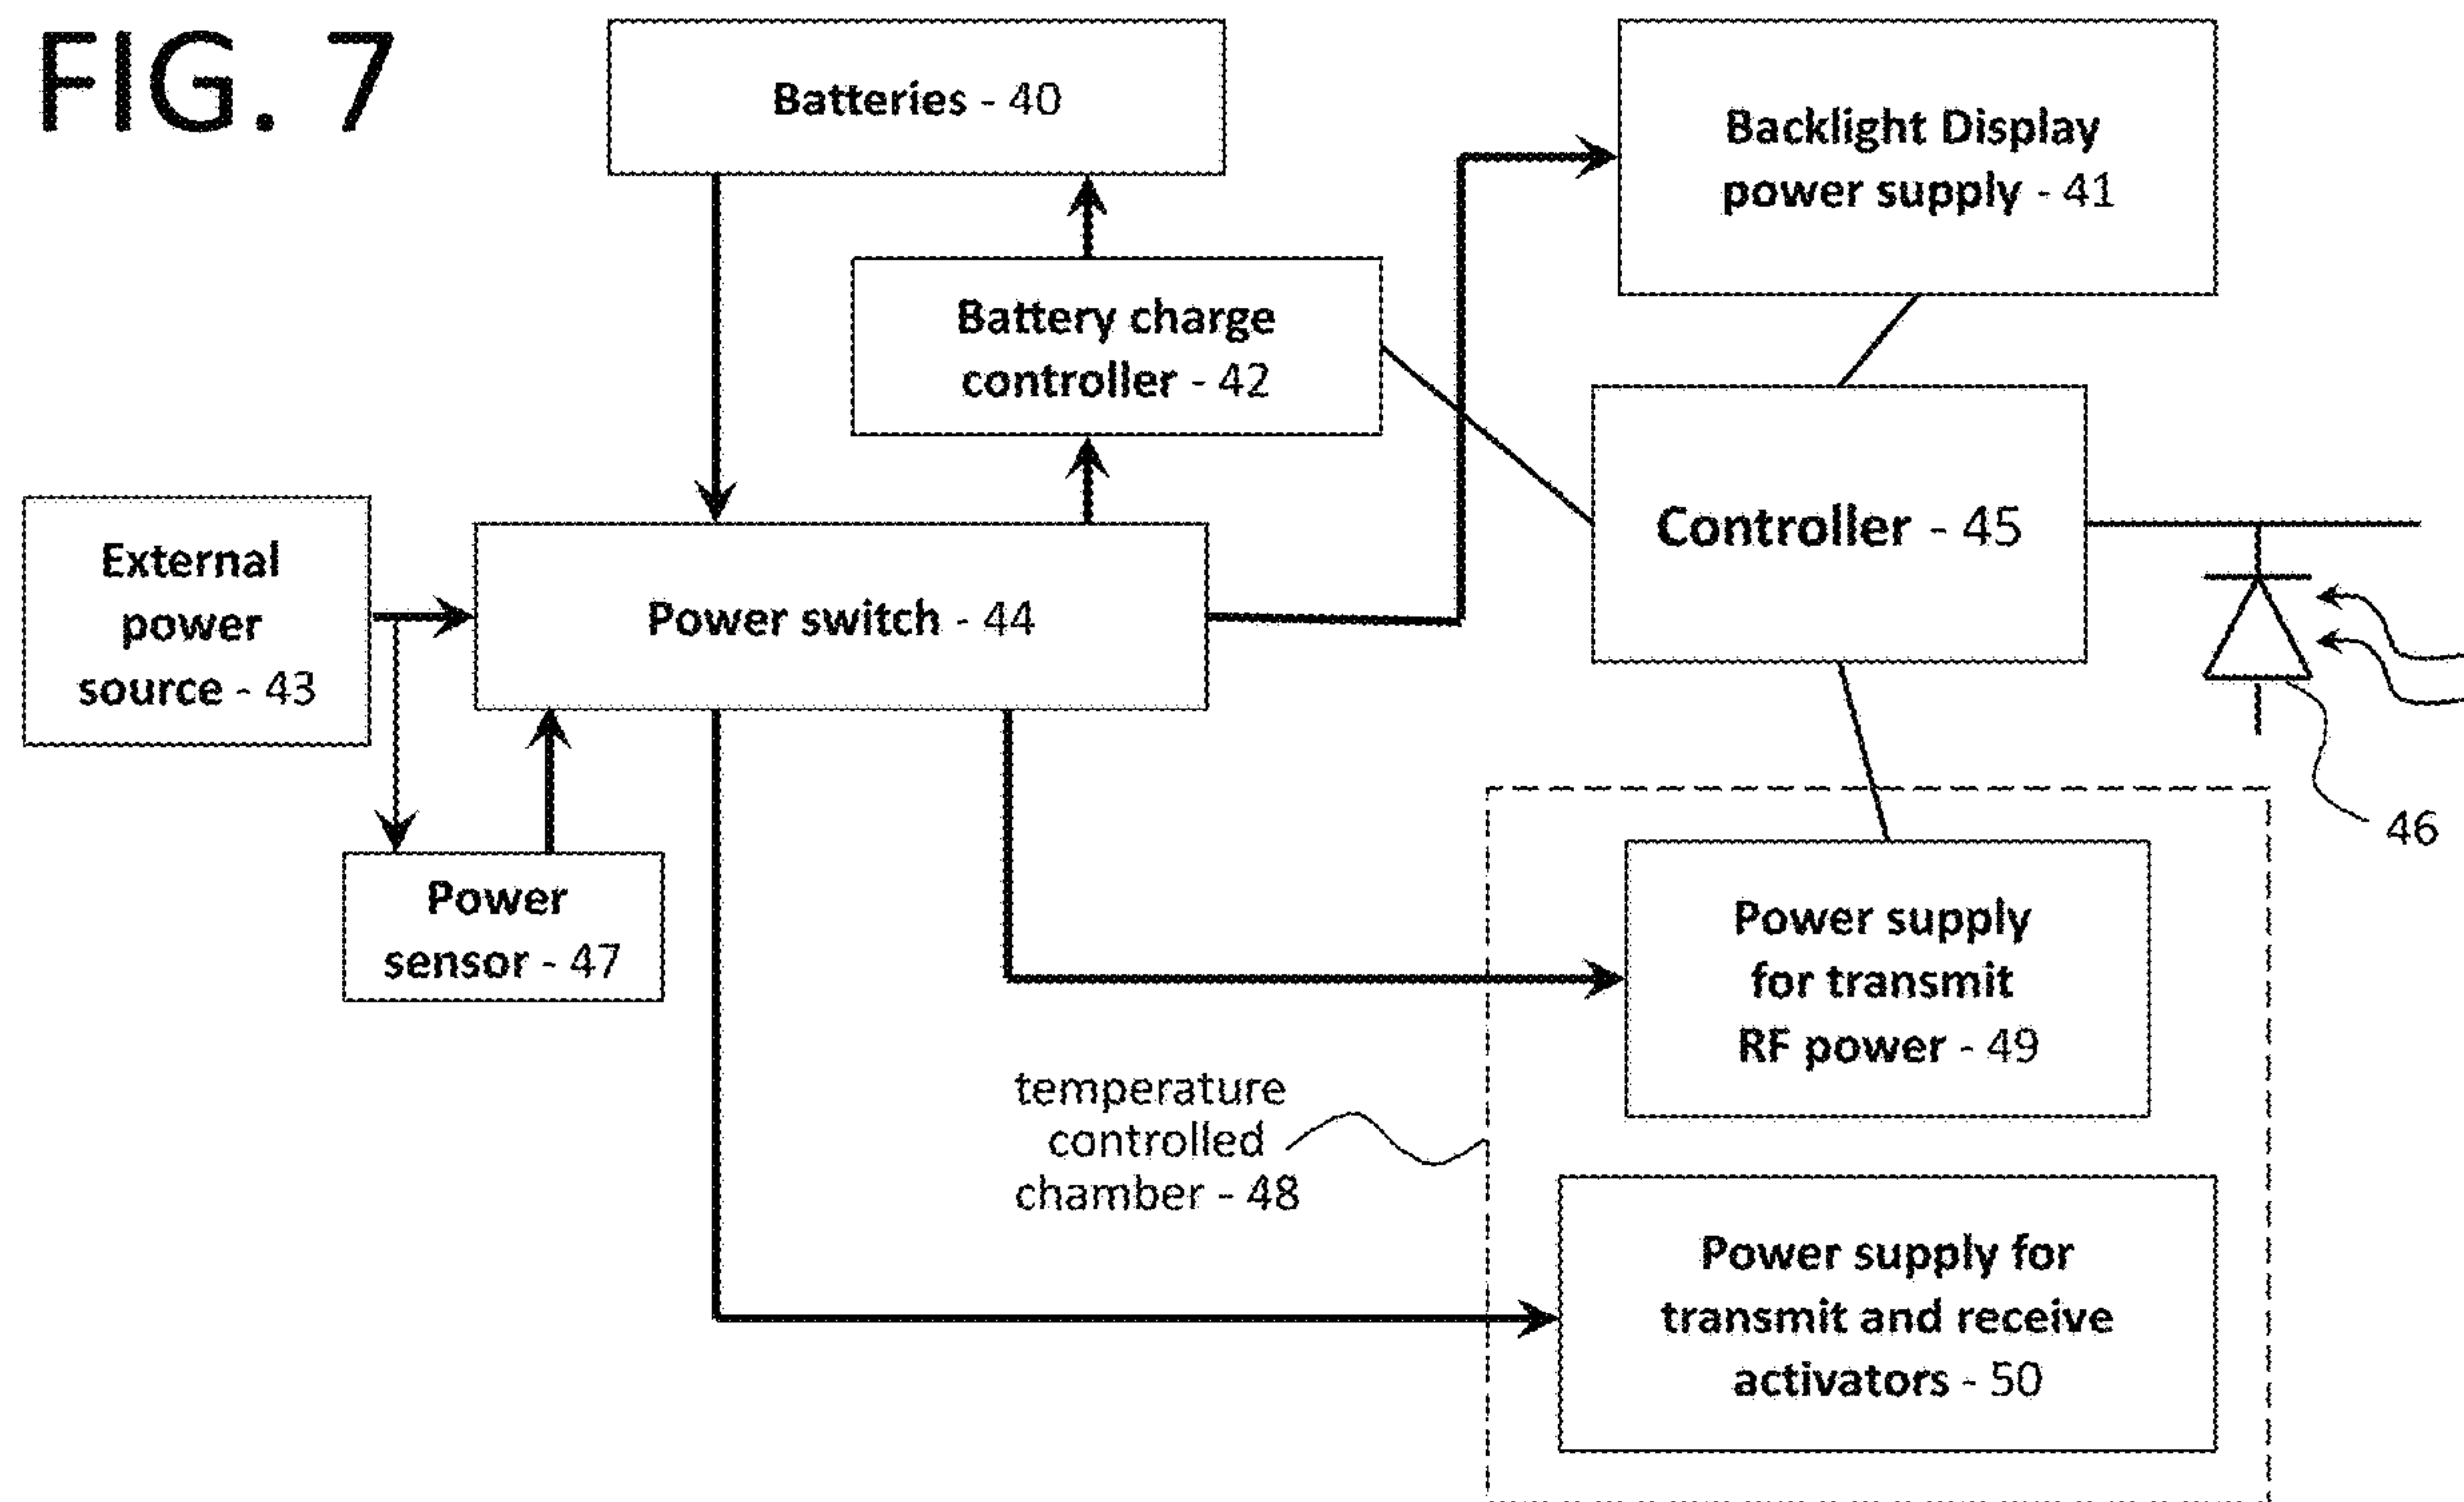 FIG. 7
Batteries - 40
Backlight Display
power supply - 41
Battery charge
controller - 42
External
power
source - 43
Power switch - 44
Controller - 45
46
Power
sensor - 47
Power supply
for transmit
RF power - 49
temperature
controlled
chamber - 48
Power supply for
transmit and receive
activators - 50